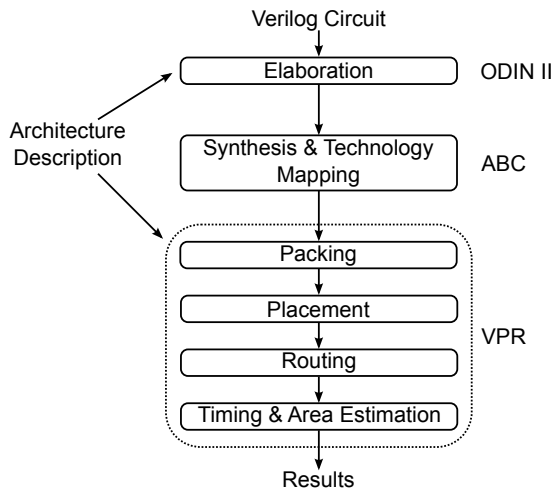 Verilog Circuit
Elaboration
ODIN II
Architecture
Description
Synthesis & Technology
Mapping
ABC
Packing
Placement
VPR
Routing
Timing & Area Estimation
Results